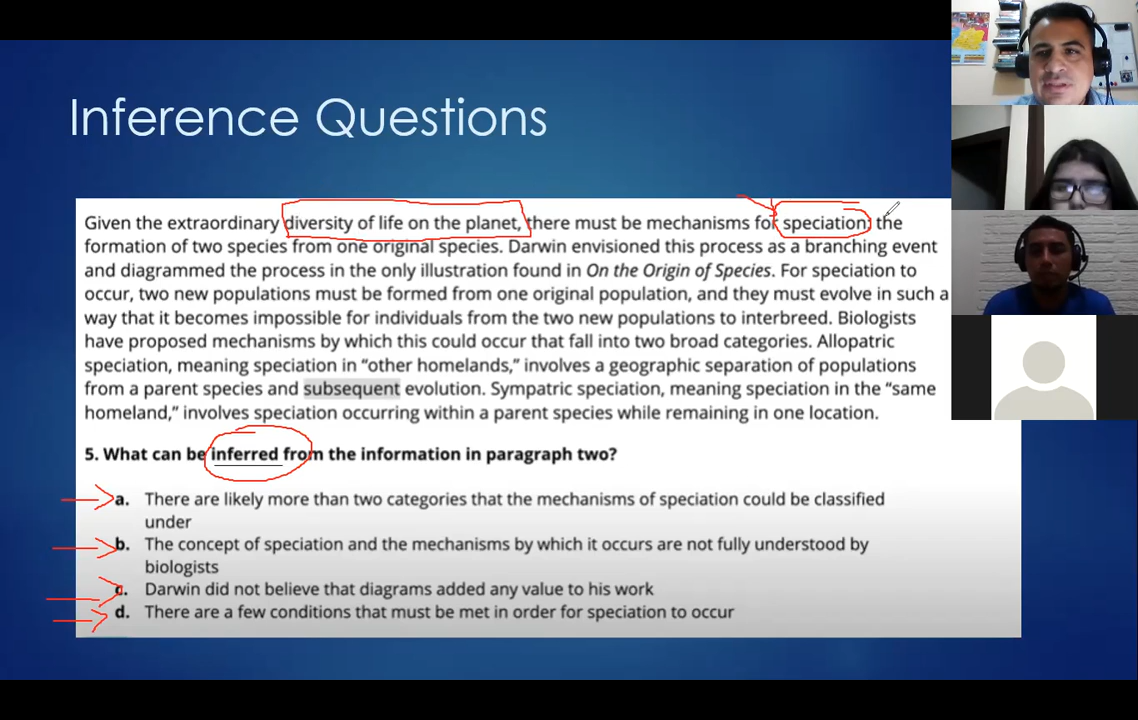 Inference Questions
Given the extraordinary diversity of life on the planet, there must be mechanisms for speciation: the
formation of two species from one original species. Darwin envisioned this process as a branching event
and diagrammed the process in the only illustration found in On the Origin of Species. For speciation to
occur, two new populations must be formed from one original population, and they must evolve in such a
way that it becomes impossible for individuals from the two new populations to interbreed. Biologists
have proposed mechanisms by which this could occur that fall into two broad categories. Allopatric
speciation, meaning speciation in “other homelands,” involves a geographic separation of populations
from a parent species and subsequent evolution. Sympatric speciation, meaning speciation in the “same
homeland,” involves speciation occurring within a parent species while remaining in one location.
5. What can be inferred from the information in paragraph two?
a. There are likely more than two categories that the mechanisms of speciation could be classified
under
b. The concept of speciation and the mechanisms by which it occurs are not fully understood by
biologists
c. Darwin did not believe that diagrams added any value to his work
d. There are a few conditions that must be met in order for speciation to occur